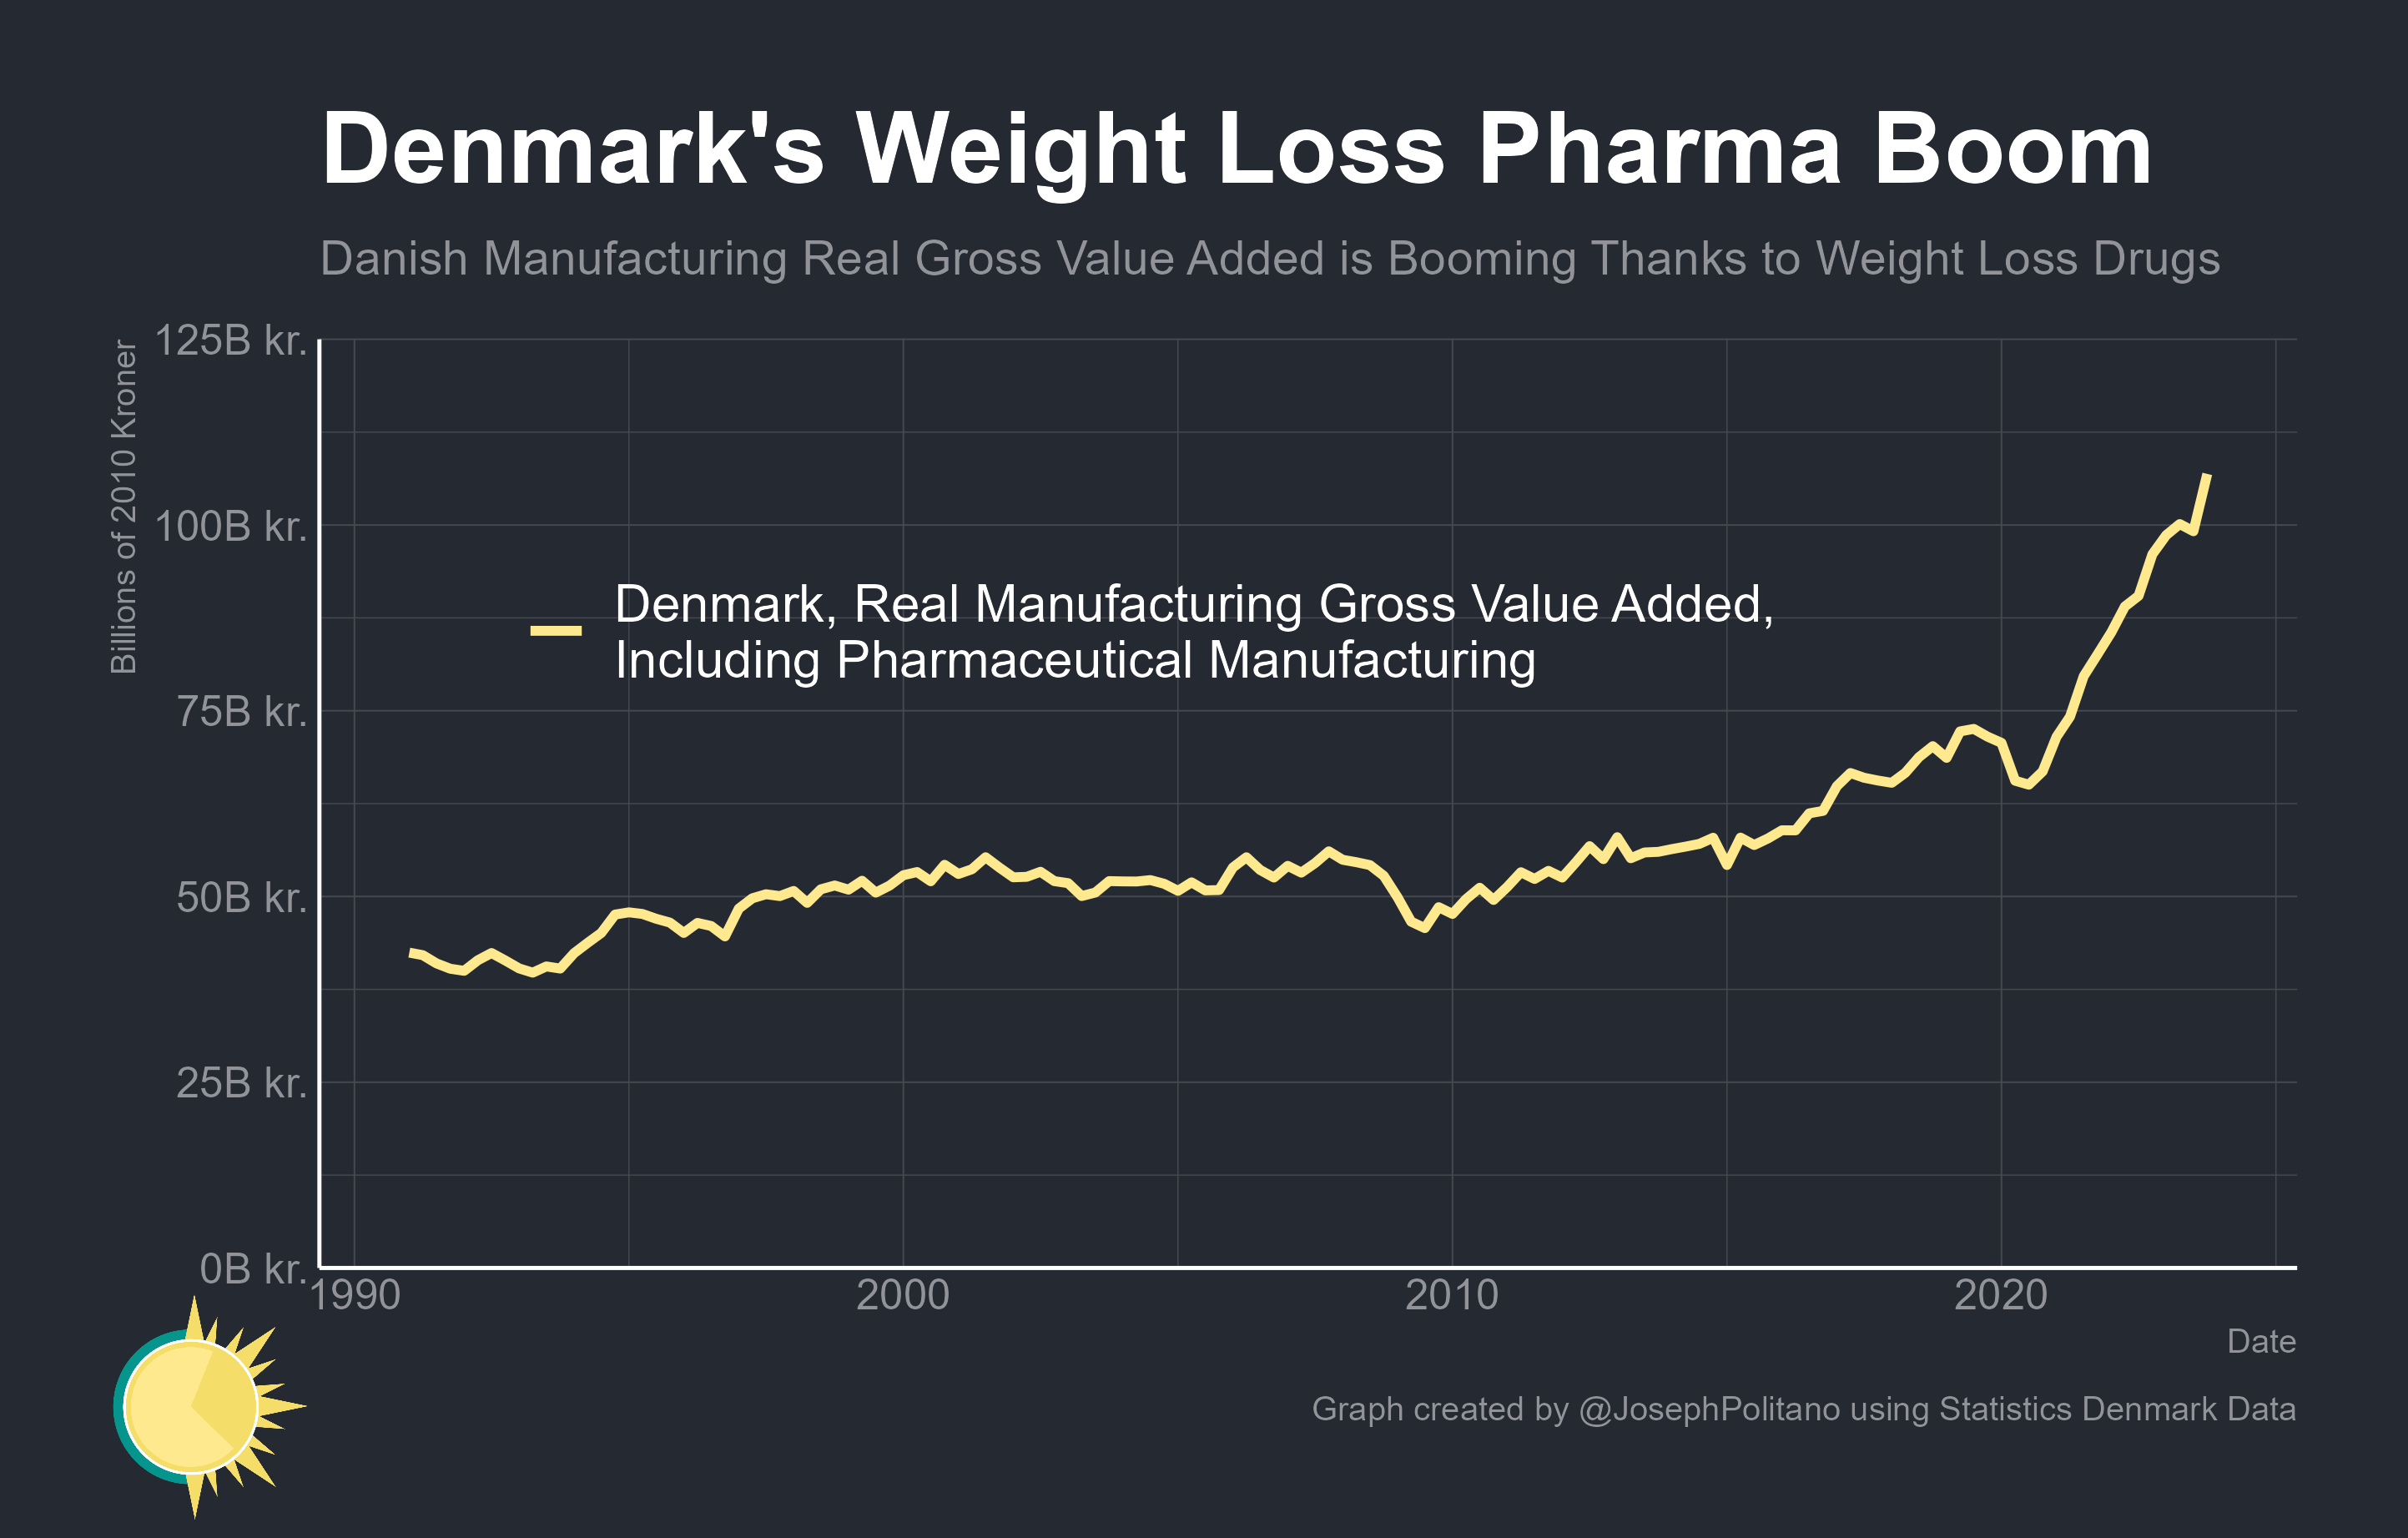 Denmark's Weight Loss Pharma Boom
Danish Manufacturing Real Gross Value Added is Booming Thanks to Weight Loss Drugs
Billions of 2010 Kroner
125B kr.
100B kr.
75B kr.
50B kr.
25B kr.
0B kr.
Denmark, Real Manufacturing Gross Value Added,
Including Pharmaceutical Manufacturing
1990 2000 2010 2020
Date
Graph created by @JosephPolitano using Statistics Denmark Data